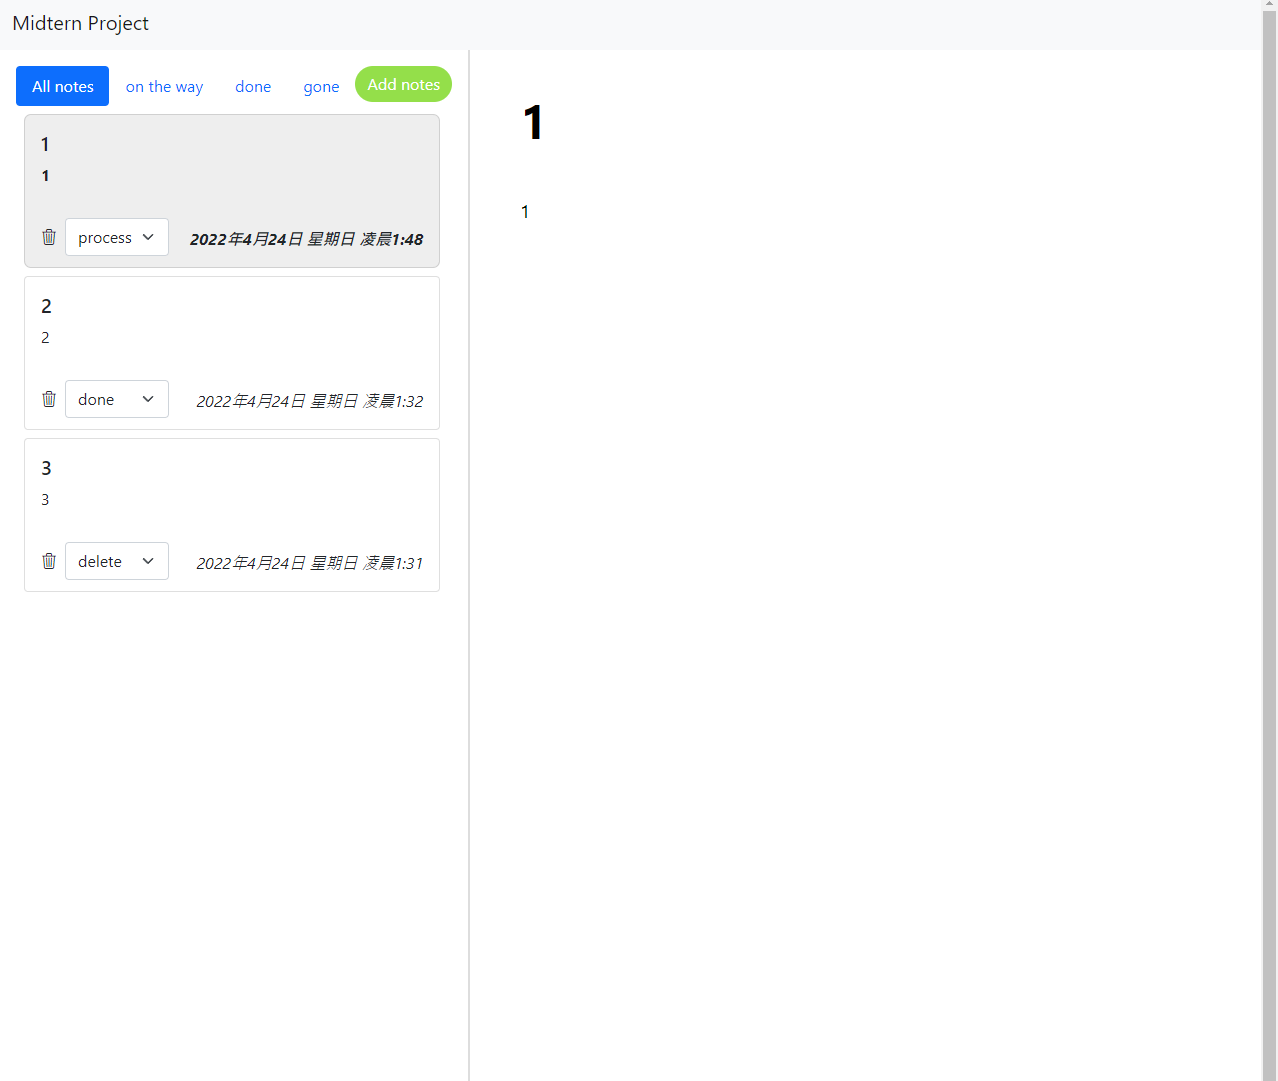 Midtern Project
All notes on the way done gone Add notes
1
1
process 2022年4月24日 星期日 凌晨1:48
2
2
done 2022年4月24日 星期日 凌晨1:32
3
3
delete 2022年4月24日 星期日 凌晨1:31
1
1